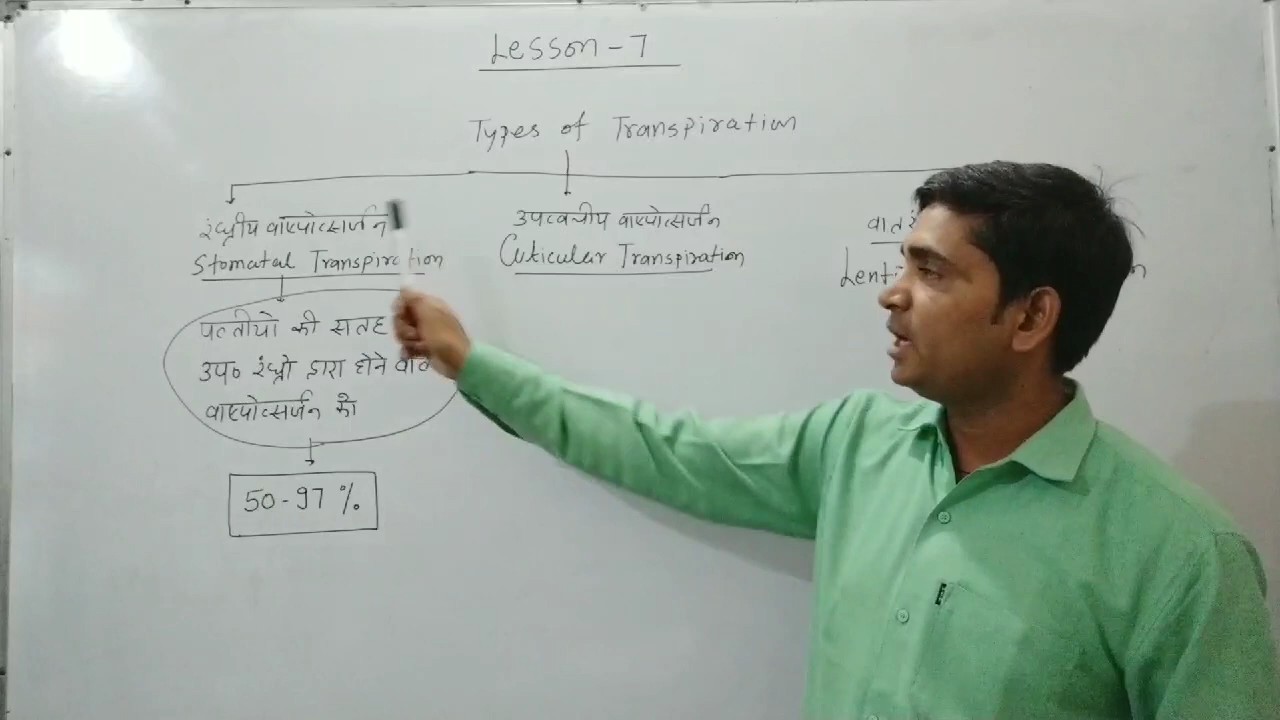 Lesson - 7
Types of Transpiration
रंध्रीय वाष्पोत्सर्जन
Stomatal Transpiration
उपत्वचीय वाष्पोत्सर्जन
Cuticular Transpiration
पत्तीयो की सतह
उप० रंध्रो द्वारा होने
वाष्पोत्सर्जन को
50-97 %